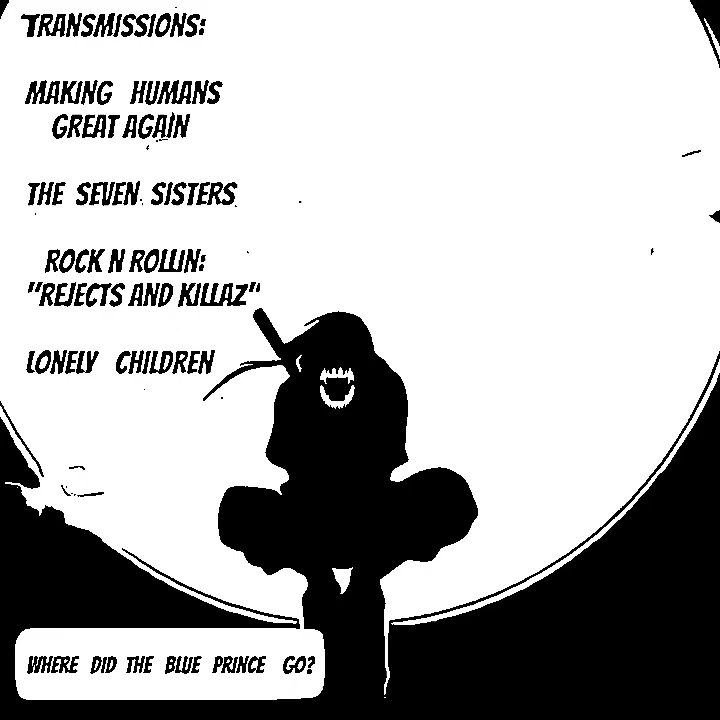 TRANSMISSIONS:
MAKING HUMANS
GREAT AGAIN
THE SEVEN SISTERS
ROCK N ROLLIN:
"REJECTS AND KILLAZ"
LONELY CHILDREN
WHERE DID THE BLUE PRINCE GO?